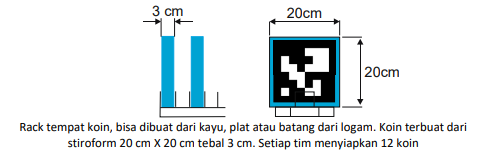 3 cm
20cm
20cm
Rack tempat koin, bisa dibuat dari kayu, plat atau batang dari logam. Koin terbuat dari
stiroform 20 cm X 20 cm tebal 3 cm. Setiap tim menyiapkan 12 koin